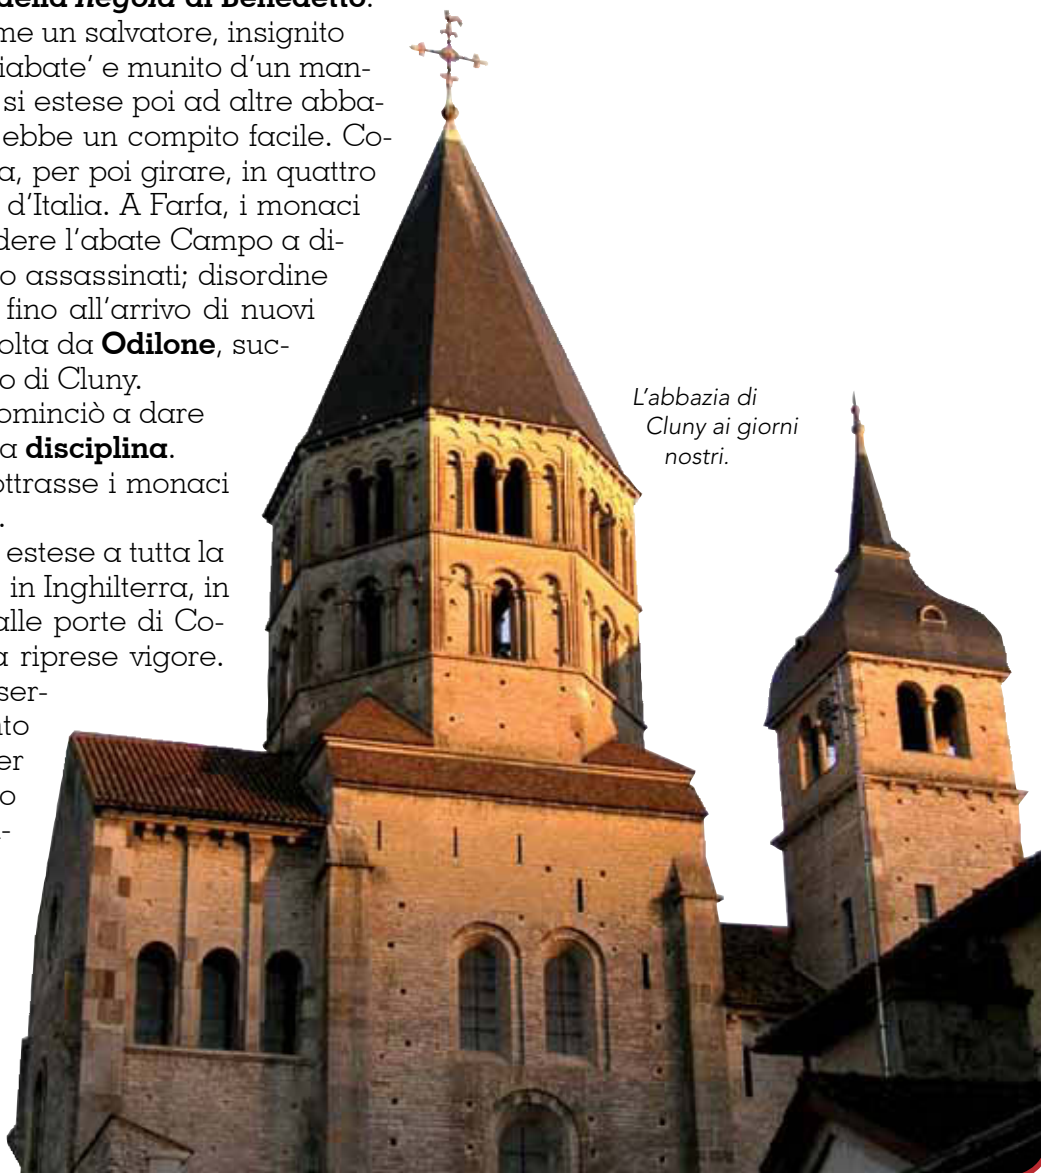 della Regola di Benedetto.
me un salvatore, insignito
iabate’ e munito d’un man-
si estese poi ad altre abba-
ebbe un compito facile. Co-
a, per poi girare, in quattro
d’Italia. A Farfa, i monaci
dere l’abate Campo a di-
o assassinati; disordine
fino all’arrivo di nuovi
olta da Odilone, suc-
o di Cluny.
ominciò a dare
a disciplina.
ottrasse i monaci
.
estese a tutta la
in Inghilterra, in
alle porte di Co-
a riprese vigore.
ser-
nto
er
o
-
L’abbazia di
Cluny ai giorni
nostri.